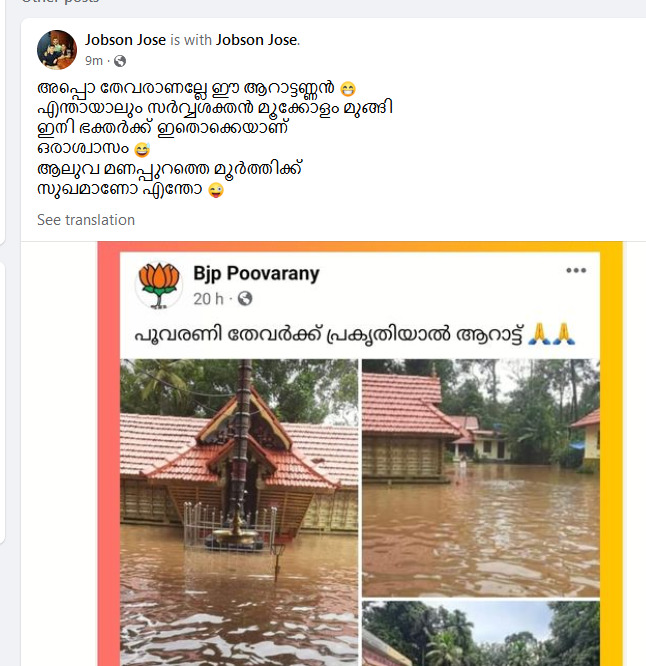 Other posts
Jobson Jose is with Jobson Jose.
9m ·
അപ്പൊ തേവരാണല്ലേ ഈ ആറാട്ടണ്ണൻ 😁
എന്തായാലും സർവ്വശക്തൻ മൂക്കോളം മുങ്ങി
ഇനി ഭക്തർക്ക് ഇതൊക്കെയാണ്
ഒരാശ്വാസം 😅
ആലുവ മണപ്പുറത്തെ മൂർത്തിക്ക്
സുഖമാണോ എന്തോ 😜
See translation
Bjp Poovarany
20 h ·
പൂവരണി തേവർക്ക് പ്രകൃതിയാൽ ആറാട്ട് 🙏🙏